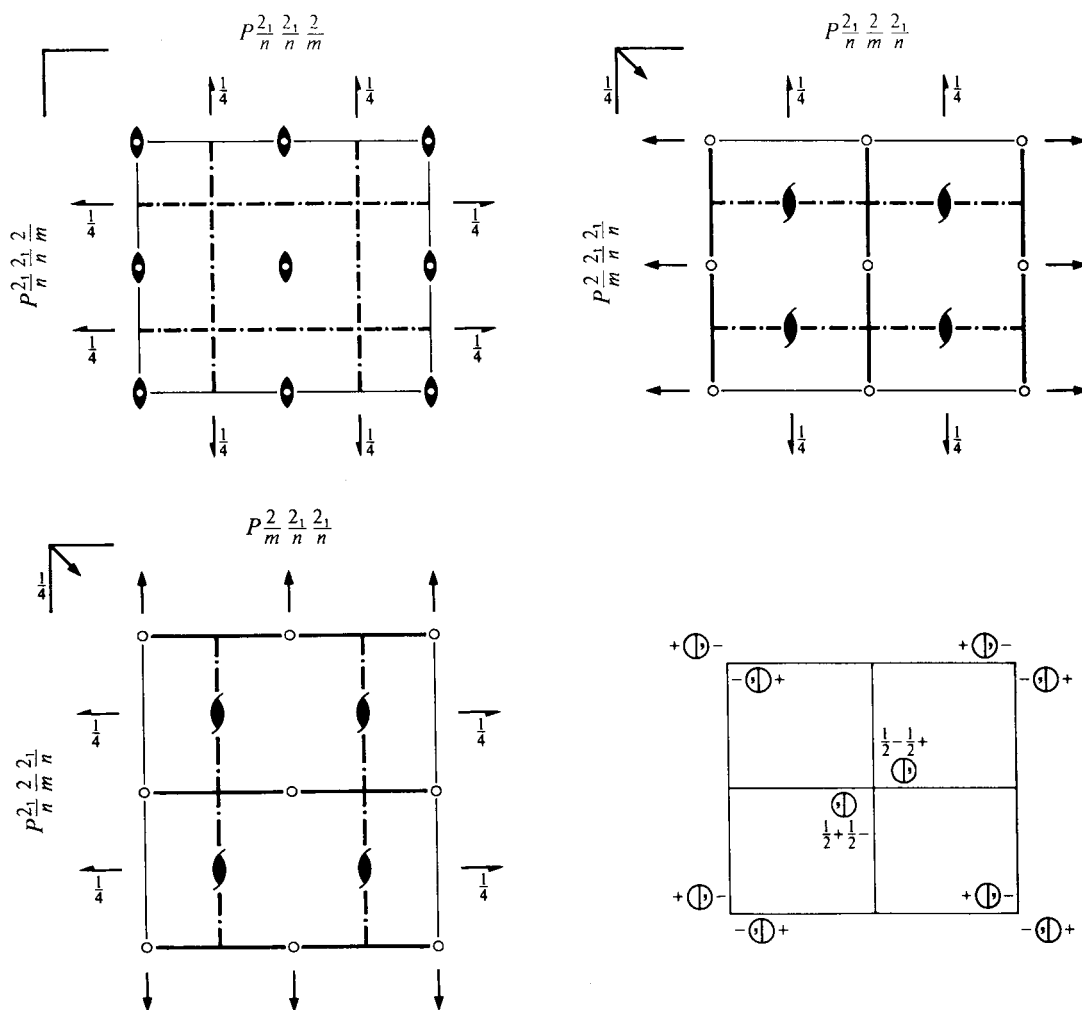 P 2₁/n 2₁/n 2/m
P 2₁/n 2₁/n 2/m
1/4 1/4
1/4 1/4
1/4 1/4
1/4 1/4
P 2₁/n 2/m 2₁/n
P 2/m 2₁/n 2₁/n
1/4
1/4 1/4
1/4 1/4
P 2/m 2₁/n 2₁/n
P 2₁/n 2/m 2₁/n
1/4
1/4 1/4
1/4 1/4
+ , - + , -
- , + - , +
1/2 - 1/2 +
,
,
1/2 + 1/2 -
+ , - + , -
- , + - , +